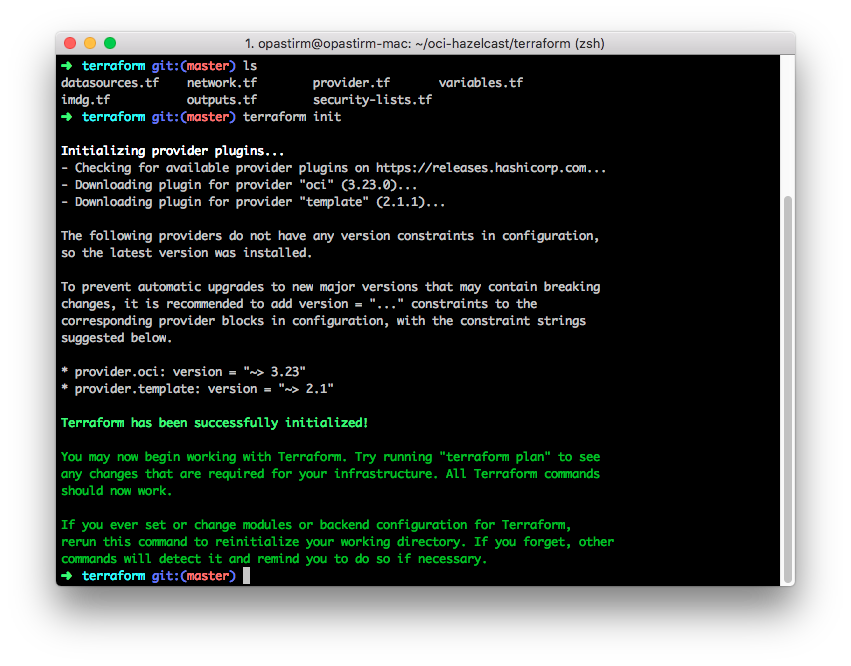 1. opastirm@opastirm-mac: ~/oci-hazelcast/terraform (zsh)
➜ terraform git:(master) ls
datasources.tf network.tf provider.tf variables.tf
imdg.tf outputs.tf security-lists.tf
➜ terraform git:(master) terraform init
Initializing provider plugins...
- Checking for available provider plugins on https://releases.hashicorp.com...
- Downloading plugin for provider "oci" (3.23.0)...
- Downloading plugin for provider "template" (2.1.1)...
The following providers do not have any version constraints in configuration,
so the latest version was installed.
To prevent automatic upgrades to new major versions that may contain breaking
changes, it is recommended to add version = "..." constraints to the
corresponding provider blocks in configuration, with the constraint strings
suggested below.
* provider.oci: version = "~> 3.23"
* provider.template: version = "~> 2.1"
Terraform has been successfully initialized!
You may now begin working with Terraform. Try running "terraform plan" to see
any changes that are required for your infrastructure. All Terraform commands
should now work.
If you ever set or change modules or backend configuration for Terraform,
rerun this command to reinitialize your working directory. If you forget, other
commands will detect it and remind you to do so if necessary.
➜ terraform git:(master)